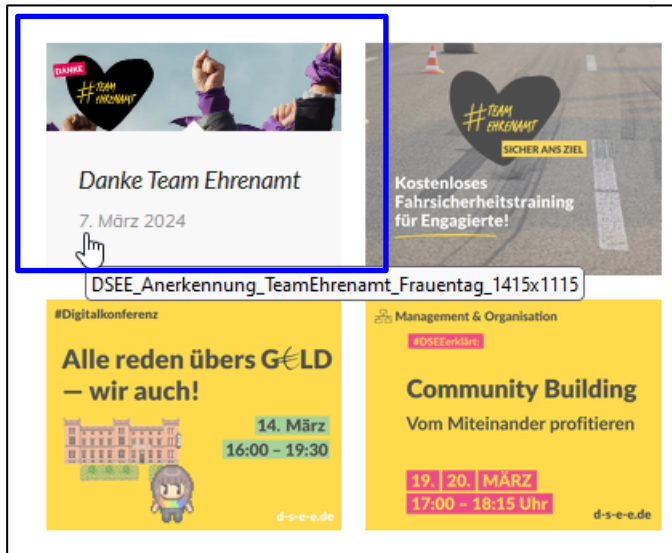 DANKE
#TEAM
EHRENAMT
Danke Team Ehrenamt
7. März 2024
#TEAM
EHRENAMT
SICHER ANS ZIEL
Kostenloses
Fahrsicherheitstraining
für Engagierte!
DSEE_Anerkennung_TeamEhrenamt_Frauentag_1415x1115
#Digitalkonferenz
Alle reden übers G€LD
– wir auch!
14. März
16:00 – 19:30
d-s-e-e.de
Management & Organisation
#DSEEerklärt:
Community Building
Vom Miteinander profitieren
19. 20. MÄRZ
17:00 – 18:15 Uhr
d-s-e-e.de